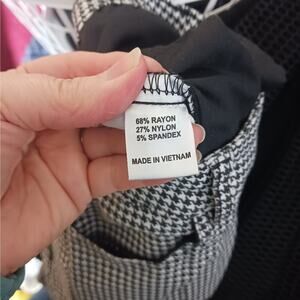 68% RAYON
27% NYLON
5% SPANDEX
MADE IN VIETNAM